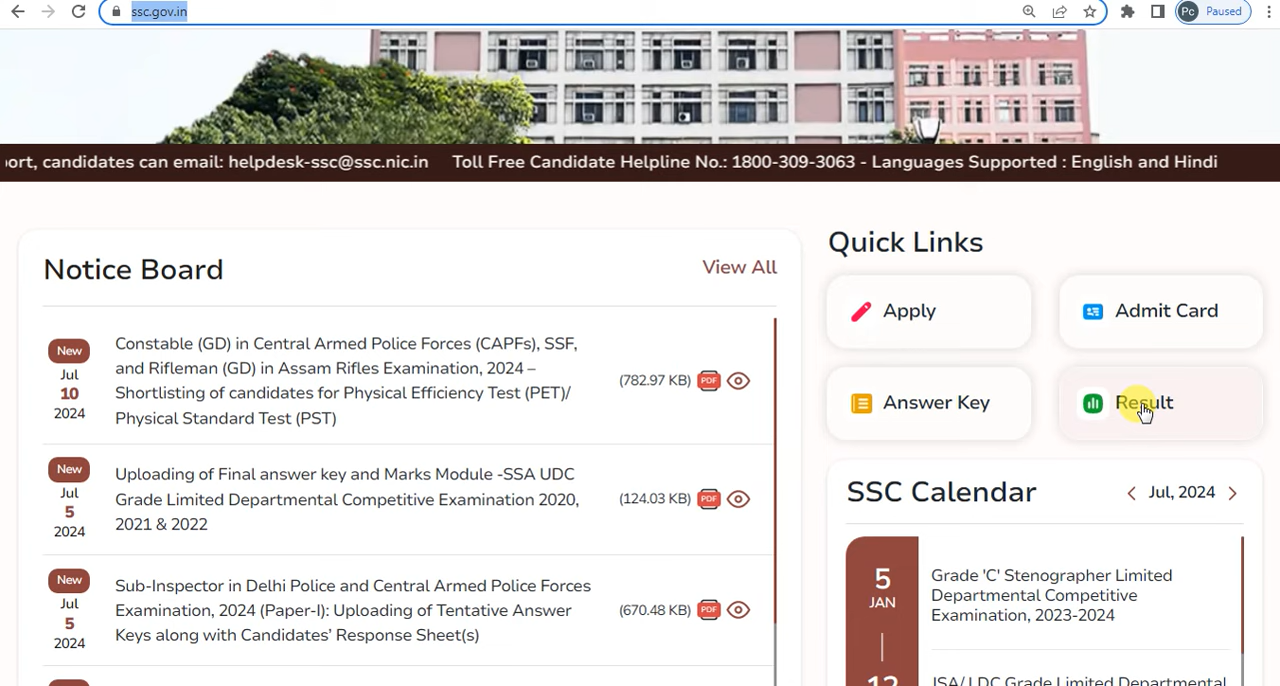 ssc.gov.in
Pc Paused
ort, candidates can email: helpdesk-ssc@ssc.nic.in Toll Free Candidate Helpline No.: 1800-309-3063 - Languages Supported : English and Hindi
Notice Board
View All
New
Jul
10
2024
Constable (GD) in Central Armed Police Forces (CAPFs), SSF,
and Rifleman (GD) in Assam Rifles Examination, 2024 –
Shortlisting of candidates for Physical Efficiency Test (PET)/
Physical Standard Test (PST)
(782.97 KB) PDF
New
Jul
5
2024
Uploading of Final answer key and Marks Module -SSA UDC
Grade Limited Departmental Competitive Examination 2020,
2021 & 2022
(124.03 KB) PDF
New
Jul
5
2024
Sub-Inspector in Delhi Police and Central Armed Police Forces
Examination, 2024 (Paper-I): Uploading of Tentative Answer
Keys along with Candidates' Response Sheet(s)
(670.48 KB) PDF
Quick Links
Apply
Admit Card
Answer Key
Result
SSC Calendar
Jul, 2024
5
JAN
Grade 'C' Stenographer Limited
Departmental Competitive
Examination, 2023-2024
12
JSA/ LDC Grade Limited Departmental